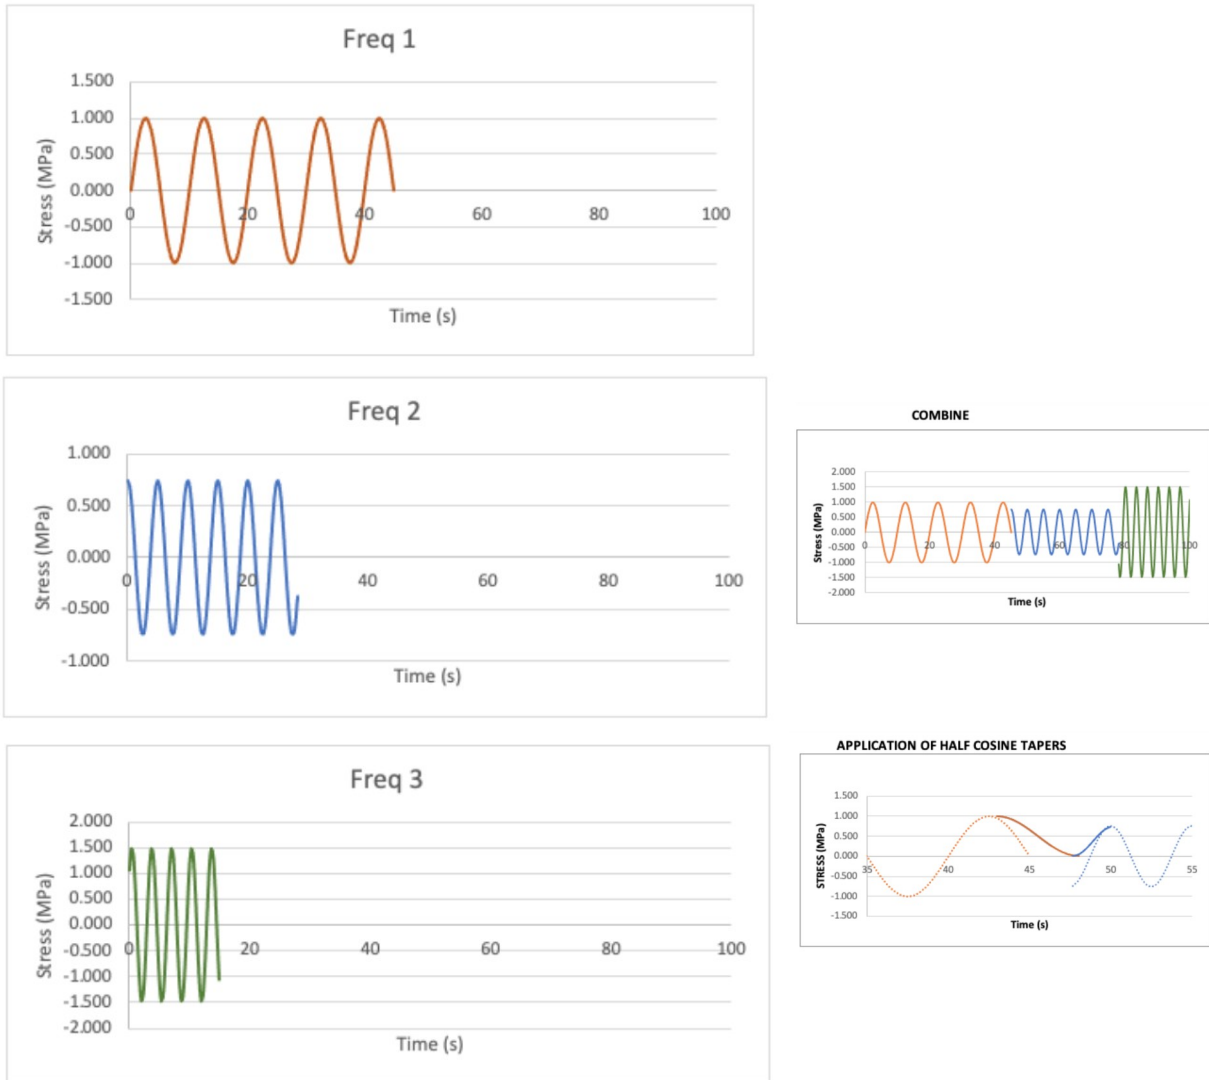 Freq 1
Stress (MPa)
1.500
1.000
0.500
0.000
-0.500
-1.000
-1.500
0 20 40 60 80 100
Time (s)
Freq 2
Stress (MPa)
1.000
0.500
0.000
-0.500
-1.000
0 20 40 60 80 100
Time (s)
COMBINE
Stress (MPa)
2.000
1.500
1.000
0.500
0.000
-0.500
-1.000
-1.500
-2.000
0 20 40 60 80 100
Time (s)
Freq 3
Stress (MPa)
2.000
1.500
1.000
0.500
0.000
-0.500
-1.000
-1.500
-2.000
0 20 40 60 80 100
Time (s)
APPLICATION OF HALF COSINE TAPERS
STRESS (MPa)
1.500
1.000
0.500
0.000
-0.500
-1.000
-1.500
35 40 45 50 55
Time (s)